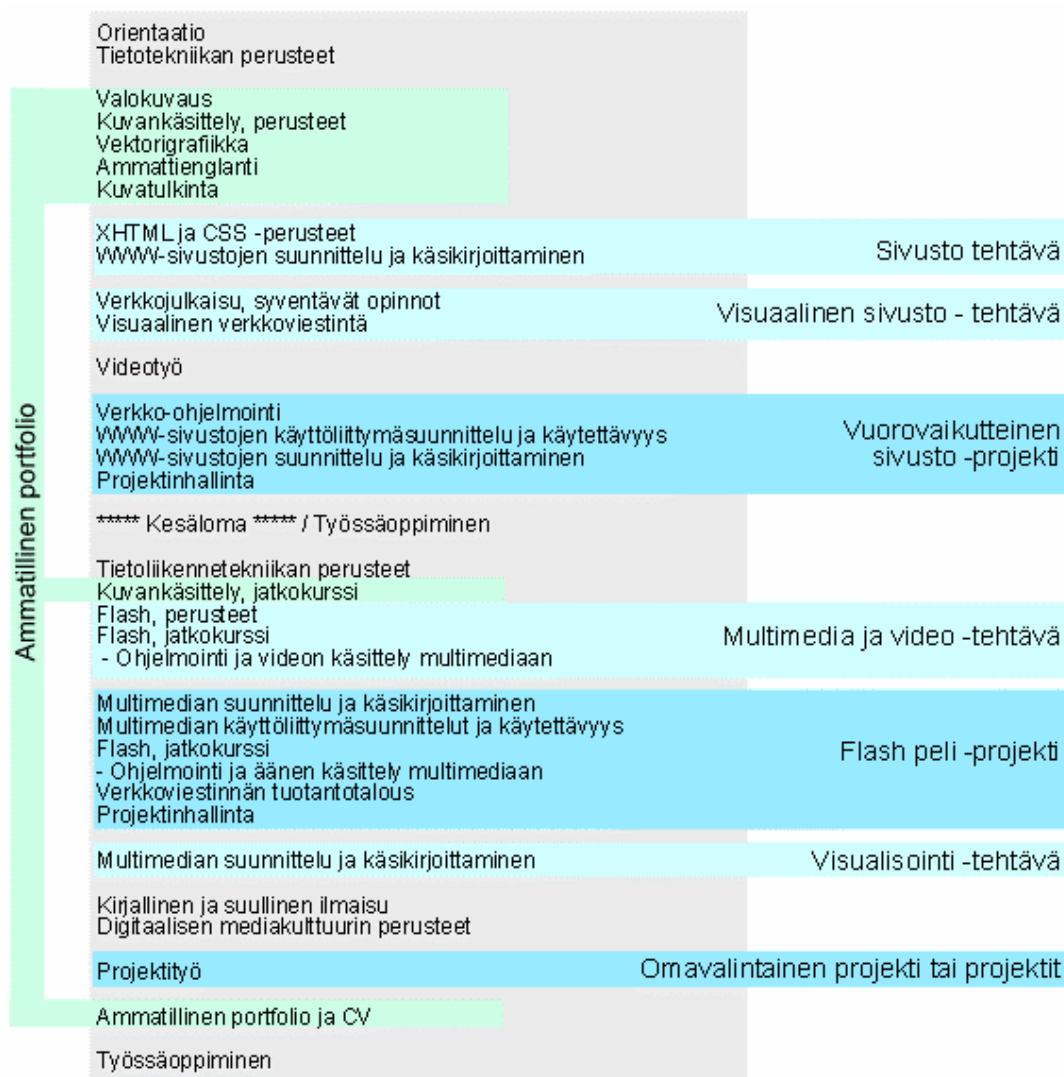 Orientaatio
Tietotekniikan perusteet
Valokuvaus
Kuvankäsittely, perusteet
Vektorigrafiikka
Ammattienglanti
Kuvatulkinta
XHTML ja CSS -perusteet
WWW-sivustojen suunnittelu ja käsikirjoittaminen
Sivusto tehtävä
Verkkojulkaisu, syventävät opinnot
Visuaalinen verkkoviestintä
Visuaalinen sivusto - tehtävä
Videotyö
Verkko-ohjelmointi
WWW-sivustojen käyttöliittymäsuunnittelu ja käytettävyys
WWW-sivustojen suunnittelu ja käsikirjoittaminen
Projektinhallinta
Vuorovaikutteinen
sivusto -projekti
***** Kesäloma ***** / Työssäoppiminen
Tietoliikennetekniikan perusteet
Kuvankäsittely, jatkokurssi
Flash, perusteet
Flash, jatkokurssi
- Ohjelmointi ja videon käsittely multimediaan
Multimedia ja video -tehtävä
Multimedian suunnittelu ja käsikirjoittaminen
Multimedian käyttöliittymäsuunnittelut ja käytettävyys
Flash, jatkokurssi
- Ohjelmointi ja äänen käsittely multimediaan
Verkkoviestinnän tuotantotalous
Projektinhallinta
Flash peli -projekti
Multimedian suunnittelu ja käsikirjoittaminen
Visualisointi -tehtävä
Kirjallinen ja suullinen ilmaisu
Digitaalisen mediakulttuurin perusteet
Projektityö
Omavalintainen projekti tai projektit
Ammatillinen portfolio ja CV
Työssäoppiminen
Ammatillinen portfolio